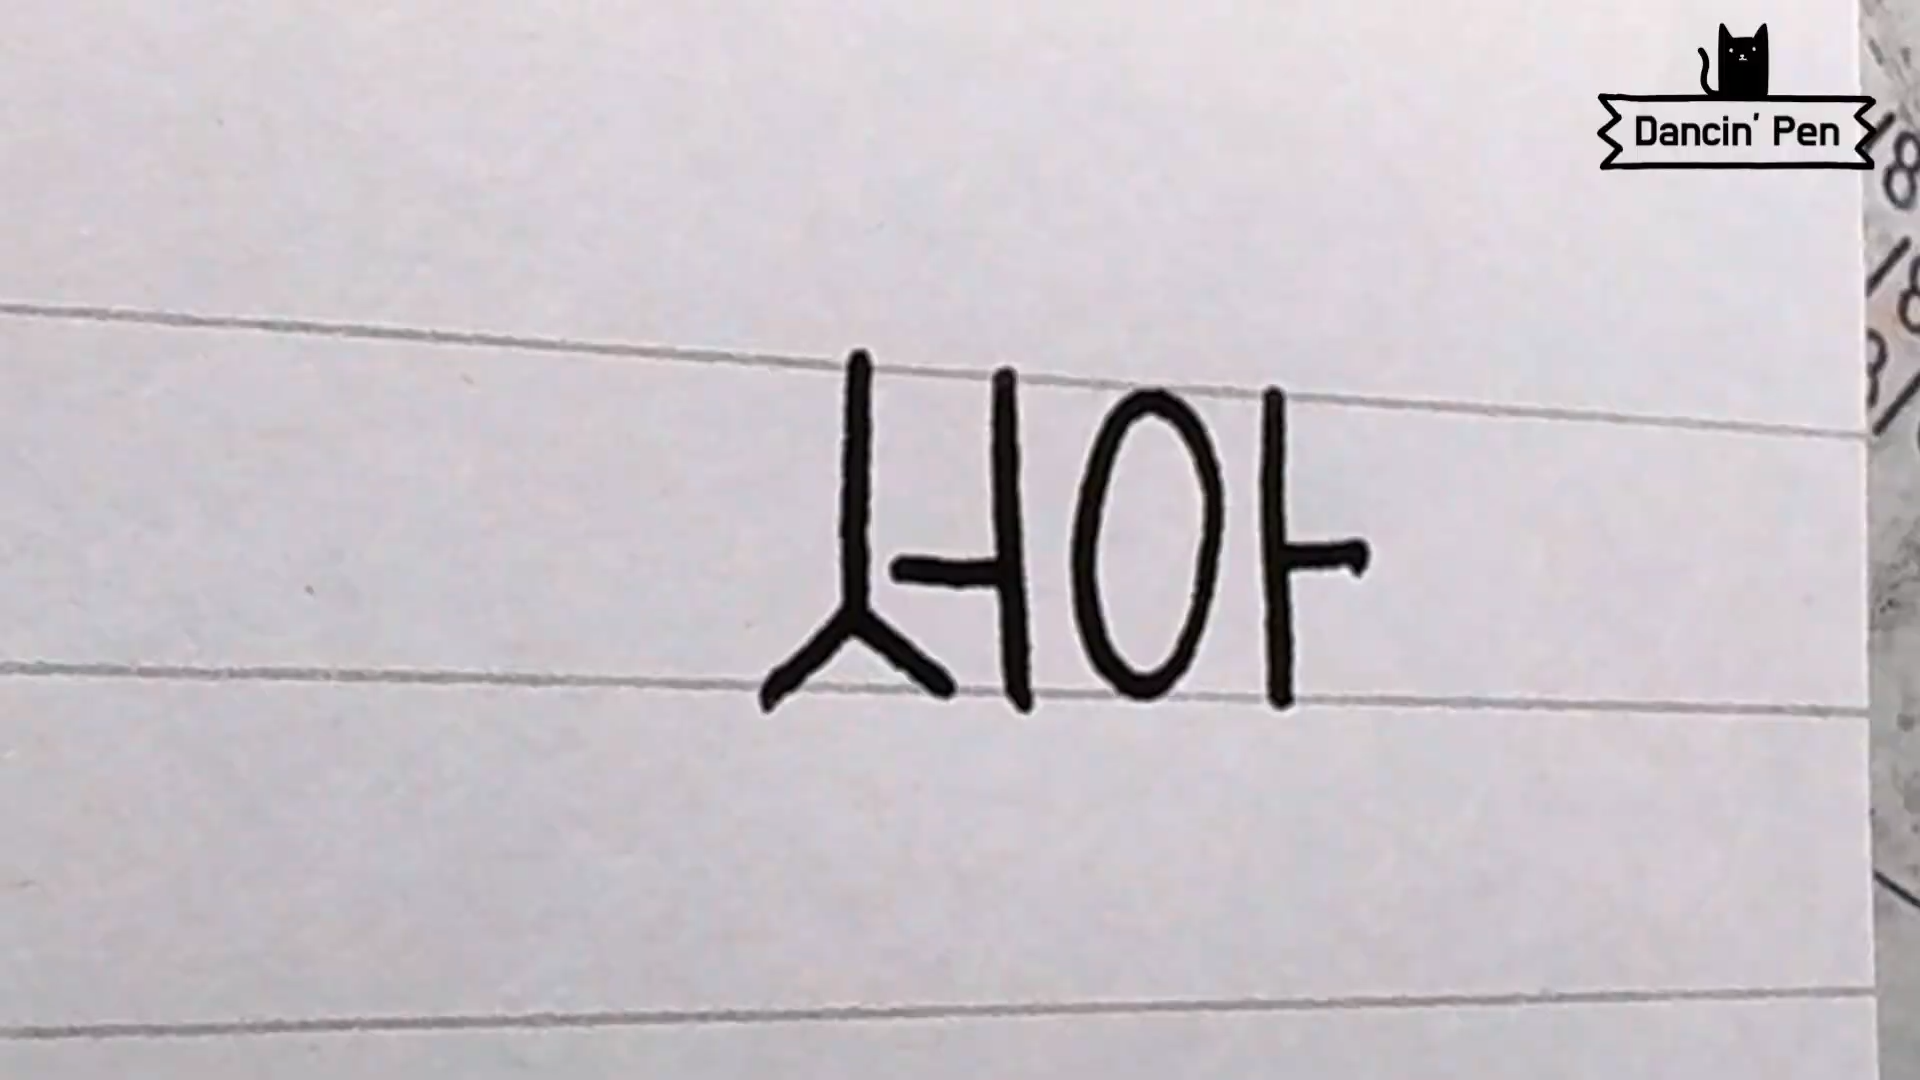 Dancin' Pen
서아